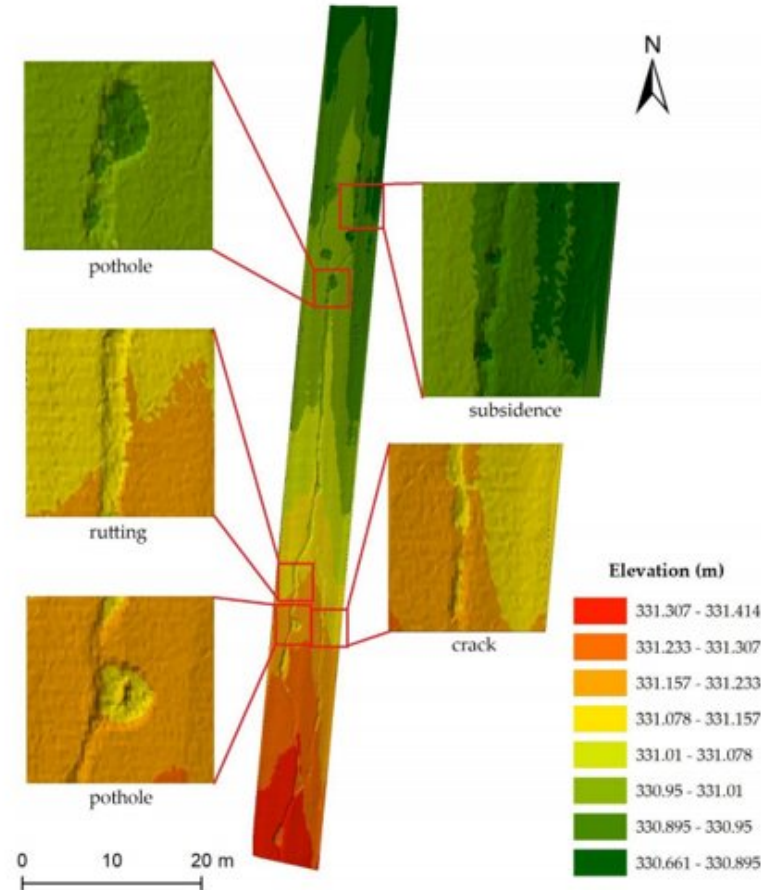 N
pothole
subsidence
rutting
crack
pothole
Elevation (m)
331.307 - 331.414
331.233 - 331.307
331.157 - 331.233
331.078 - 331.157
331.01 - 331.078
330.95 - 331.01
330.895 - 330.95
330.661 - 330.895
0 10 20 m